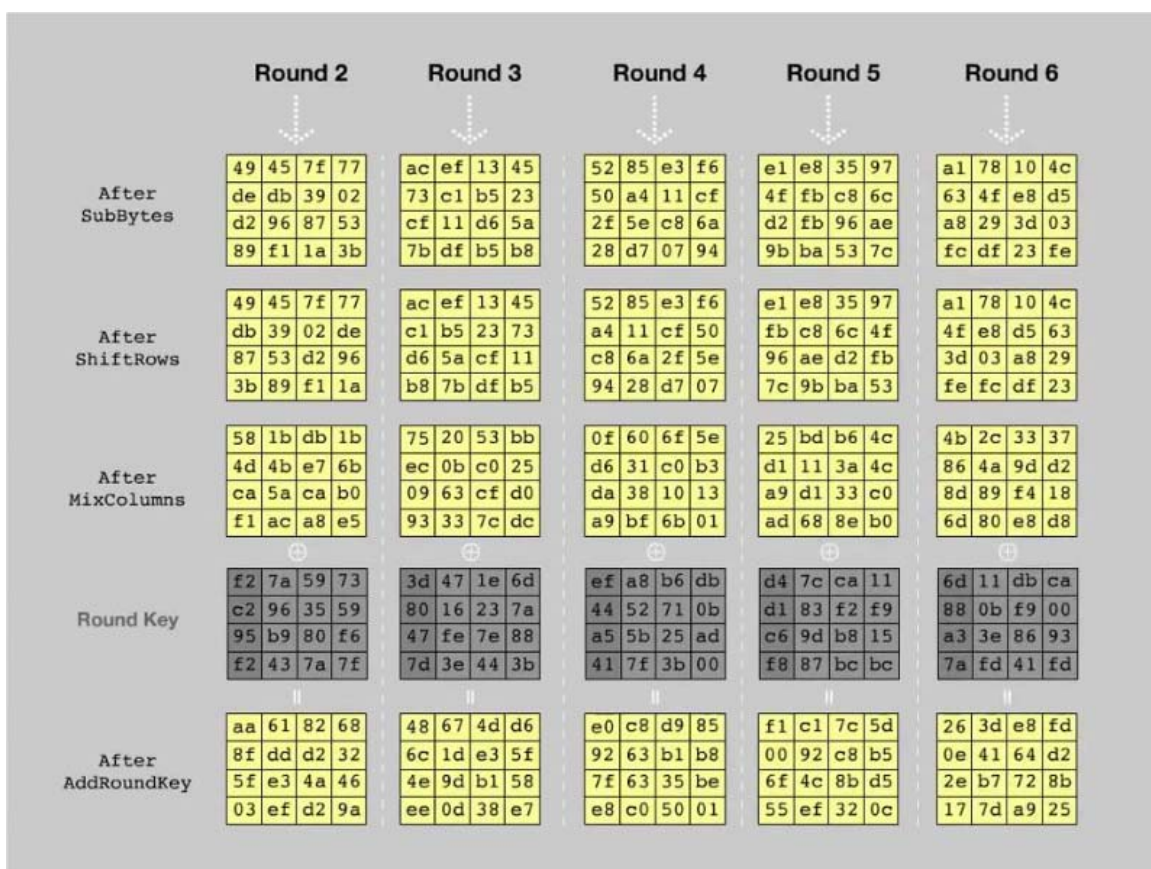 Round 2 Round 3 Round 4 Round 5 Round 6
After
SubBytes
49 45 7f 77 ac ef 13 45 52 85 e3 f6 e1 e8 35 97 a1 78 10 4c
de db 39 02 73 c1 b5 23 50 a4 11 cf 4f fb c8 6c 63 4f e8 d5
d2 96 87 53 cf 11 d6 5a 2f 5e c8 6a d2 fb 96 ae a8 29 3d 03
89 f1 1a 3b 7b df b5 b8 28 d7 07 94 9b ba 53 7c fc df 23 fe
After
ShiftRows
49 45 7f 77 ac ef 13 45 52 85 e3 f6 e1 e8 35 97 a1 78 10 4c
db 39 02 de c1 b5 23 73 a4 11 cf 50 fb c8 6c 4f 4f e8 d5 63
87 53 d2 96 d6 5a cf 11 c8 6a 2f 5e 96 ae d2 fb 3d 03 a8 29
3b 89 f1 1a b8 7b df b5 94 28 d7 07 7c 9b ba 53 fe fc df 23
After
MixColumns
58 1b db 1b 75 20 53 bb 0f 60 6f 5e 25 bd b6 4c 4b 2c 33 37
4d 4b e7 6b ec 0b c0 25 d6 31 c0 b3 d1 11 3a 4c 86 4a 9d d2
ca 5a ca b0 09 63 cf d0 da 38 10 13 a9 d1 33 c0 8d 89 f4 18
f1 ac a8 e5 93 33 7c dc a9 bf 6b 01 ad 68 8e b0 6d 80 e8 d8
⊕ ⊕ ⊕ ⊕ ⊕
Round Key
f2 7a 59 73 3d 47 1e 6d ef a8 b6 db d4 7c ca 11 6d 11 db ca
c2 96 35 59 80 16 23 7a 44 52 71 0b d1 83 f2 f9 88 0b f9 00
95 b9 80 f6 47 fe 7e 88 a5 5b 25 ad c6 9d b8 15 a3 3e 86 93
f2 43 7a 7f 7d 3e 44 3b 41 7f 3b 00 f8 87 bc bc 7a fd 41 fd
= = = = =
After
AddRoundKey
aa 61 82 68 48 67 4d d6 e0 c8 d9 85 f1 c1 7c 5d 26 3d e8 fd
8f dd d2 32 6c 1d e3 5f 92 63 b1 b8 00 92 c8 b5 0e 41 64 d2
5f e3 4a 46 4e 9d b1 58 7f 63 35 be 6f 4c 8b d5 2e b7 72 8b
03 ef d2 9a ee 0d 38 e7 e8 c0 50 01 55 ef 32 0c 17 7d a9 25